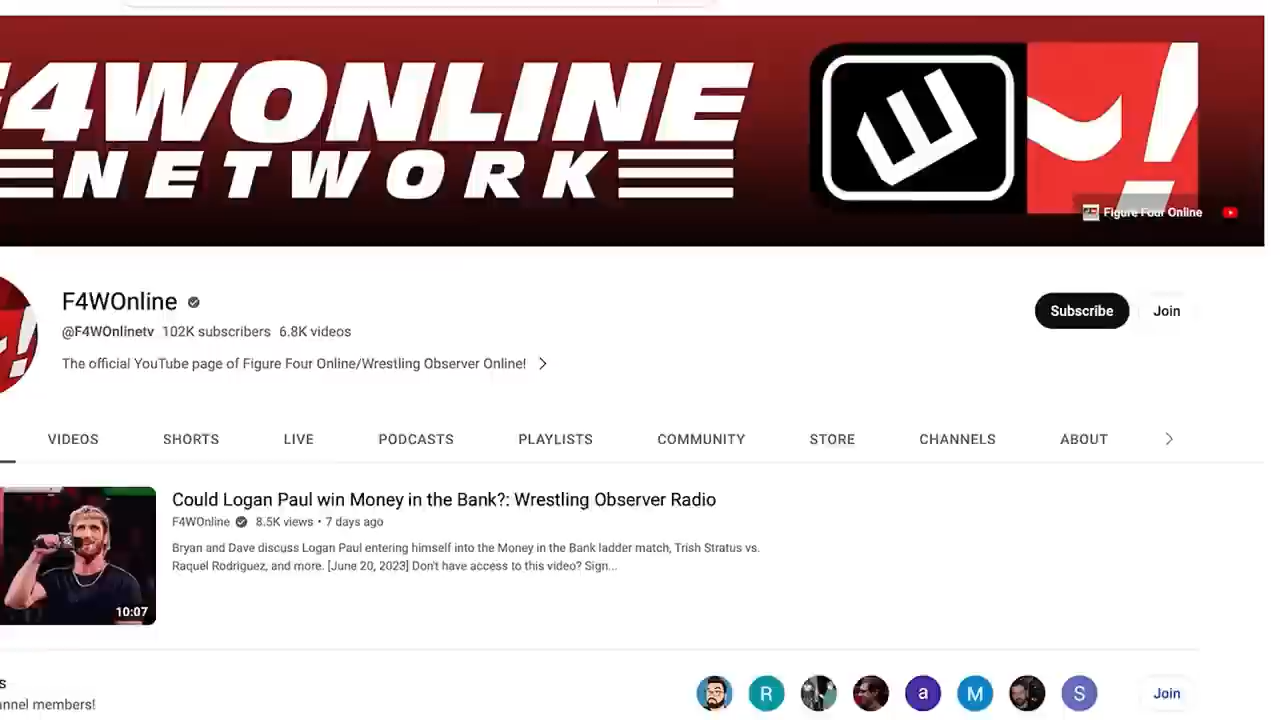 F4WONLINE
NETWORK
Figure Four Online
F4WOnline
@F4WOnlinetv 102K subscribers 6.8K videos
The official YouTube page of Figure Four Online/Wrestling Observer Online!
Subscribe
Join
VIDEOS SHORTS LIVE PODCASTS PLAYLISTS COMMUNITY STORE CHANNELS ABOUT
Could Logan Paul win Money in the Bank?: Wrestling Observer Radio
F4WOnline 8.5K views • 7 days ago
Bryan and Dave discuss Logan Paul entering himself into the Money in the Bank ladder match, Trish Stratus vs.
Raquel Rodriguez, and more. [June 20, 2023] Don't have access to this video? Sign...
10:07
s
R a M S
Join
nnel members!